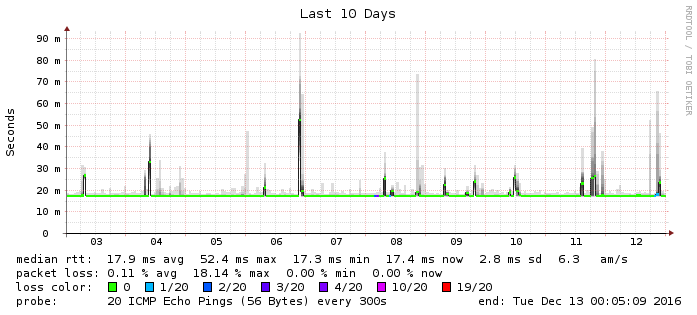 Last 10 Days
RRDTOOL / TOBI OETIKER
Seconds
90 m
80 m
70 m
60 m
50 m
40 m
30 m
20 m
10 m
0
03 04 05 06 07 08 09 10 11 12
median rtt: 17.9 ms avg 52.4 ms max 17.3 ms min 17.4 ms now 2.8 ms sd 6.3 am/s
packet loss: 0.11 % avg 18.14 % max 0.00 % min 0.00 % now
loss color: 0 1/20 2/20 3/20 4/20 10/20 19/20
probe: 20 ICMP Echo Pings (56 Bytes) every 300s end: Tue Dec 13 00:05:09 2016